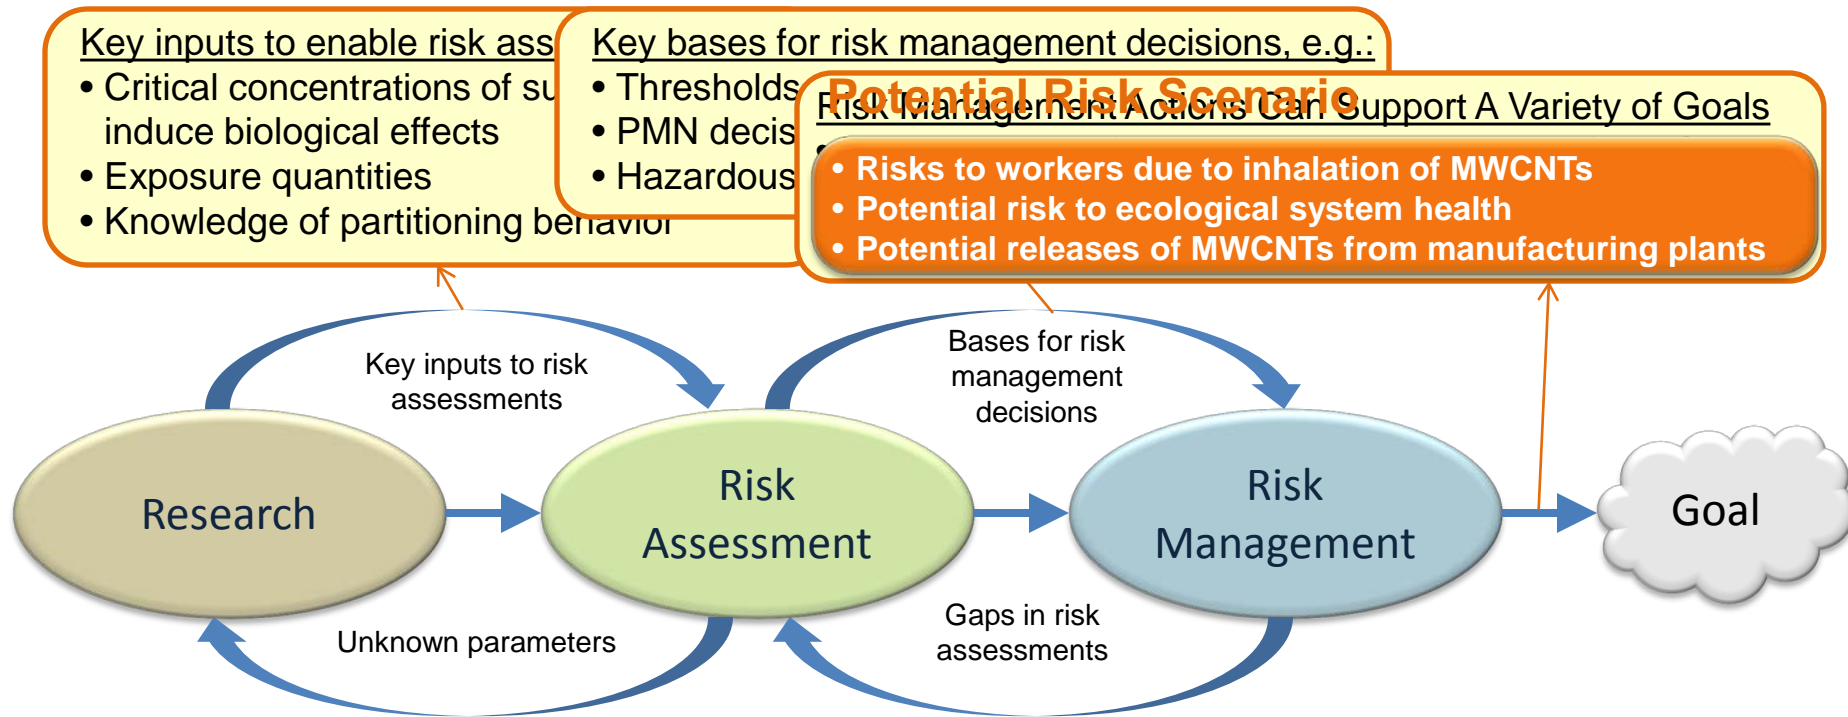 Key inputs to enable risk ass
• Critical concentrations of su
induce biological effects
• Exposure quantities
• Knowledge of partitioning behavior
Key bases for risk management decisions, e.g.:
• Thresholds
• PMN decis
• Hazardous
Potential Risk Scenario
Risk Management Actions Can Support A Variety of Goals
• Risks to workers due to inhalation of MWCNTs
• Potential risk to ecological system health
• Potential releases of MWCNTs from manufacturing plants
Key inputs to risk
assessments
Bases for risk
management
decisions
Research
Risk
Assessment
Risk
Management
Goal
Unknown parameters
Gaps in risk
assessments